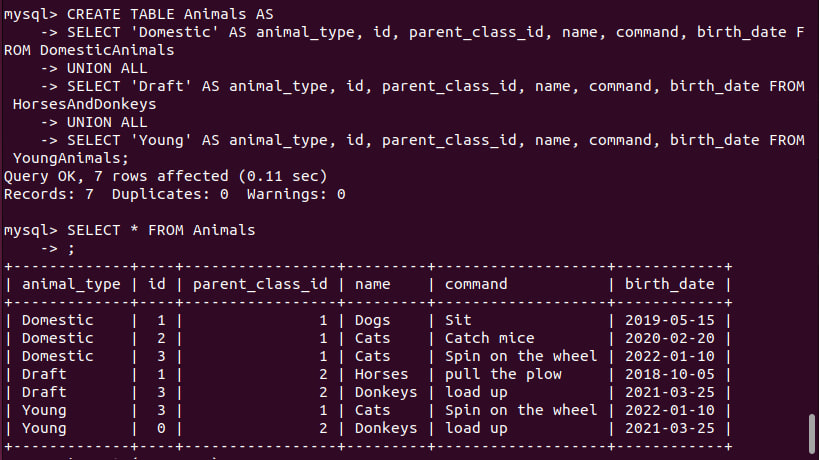 mysql> CREATE TABLE Animals AS
    -> SELECT 'Domestic' AS animal_type, id, parent_class_id, name, command, birth_date F
ROM DomesticAnimals
    -> UNION ALL
    -> SELECT 'Draft' AS animal_type, id, parent_class_id, name, command, birth_date FROM
 HorsesAndDonkeys
    -> UNION ALL
    -> SELECT 'Young' AS animal_type, id, parent_class_id, name, command, birth_date FROM
 YoungAnimals;
Query OK, 7 rows affected (0.11 sec)
Records: 7  Duplicates: 0  Warnings: 0

mysql> SELECT * FROM Animals
    -> ;
+-------------+----+-----------------+---------+-------------------+------------+
| animal_type | id | parent_class_id | name    | command           | birth_date |
+-------------+----+-----------------+---------+-------------------+------------+
| Domestic    |  1 |               1 | Dogs    | Sit               | 2019-05-15 |
| Domestic    |  2 |               1 | Cats    | Catch mice        | 2020-02-20 |
| Domestic    |  3 |               1 | Cats    | Spin on the wheel | 2022-01-10 |
| Draft       |  1 |               2 | Horses  | pull the plow     | 2018-10-05 |
| Draft       |  3 |               2 | Donkeys | load up           | 2021-03-25 |
| Young       |  3 |               1 | Cats    | Spin on the wheel | 2022-01-10 |
| Young       |  0 |               2 | Donkeys | load up           | 2021-03-25 |
+-------------+----+-----------------+---------+-------------------+------------+